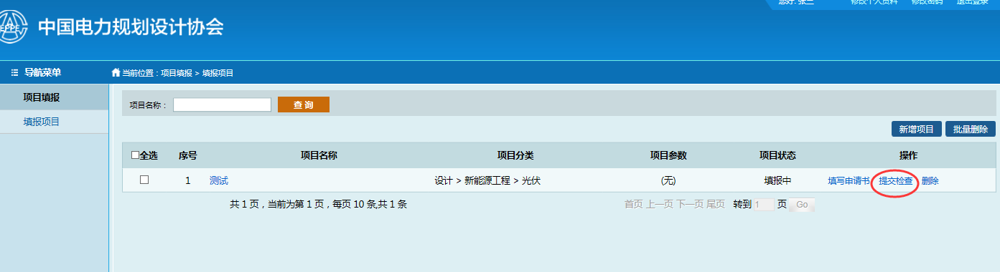 您好, 张三 修改个人资料 修改密码 退出登录
EPPE
中国电力规划设计协会
导航菜单
当前位置：项目填报 > 填报项目
项目填报
填报项目
项目名称： 查 询
新增项目 批量删除
全选 序号 项目名称 项目分类 项目参数 项目状态 操作
1 测试 设计 > 新能源工程 > 光伏 (无) 填报中 填写申请书 提交检查 删除
共 1 页，当前为第 1 页，每页 10 条,共 1 条 首页 上一页 下一页 尾页 转到 1 页 Go